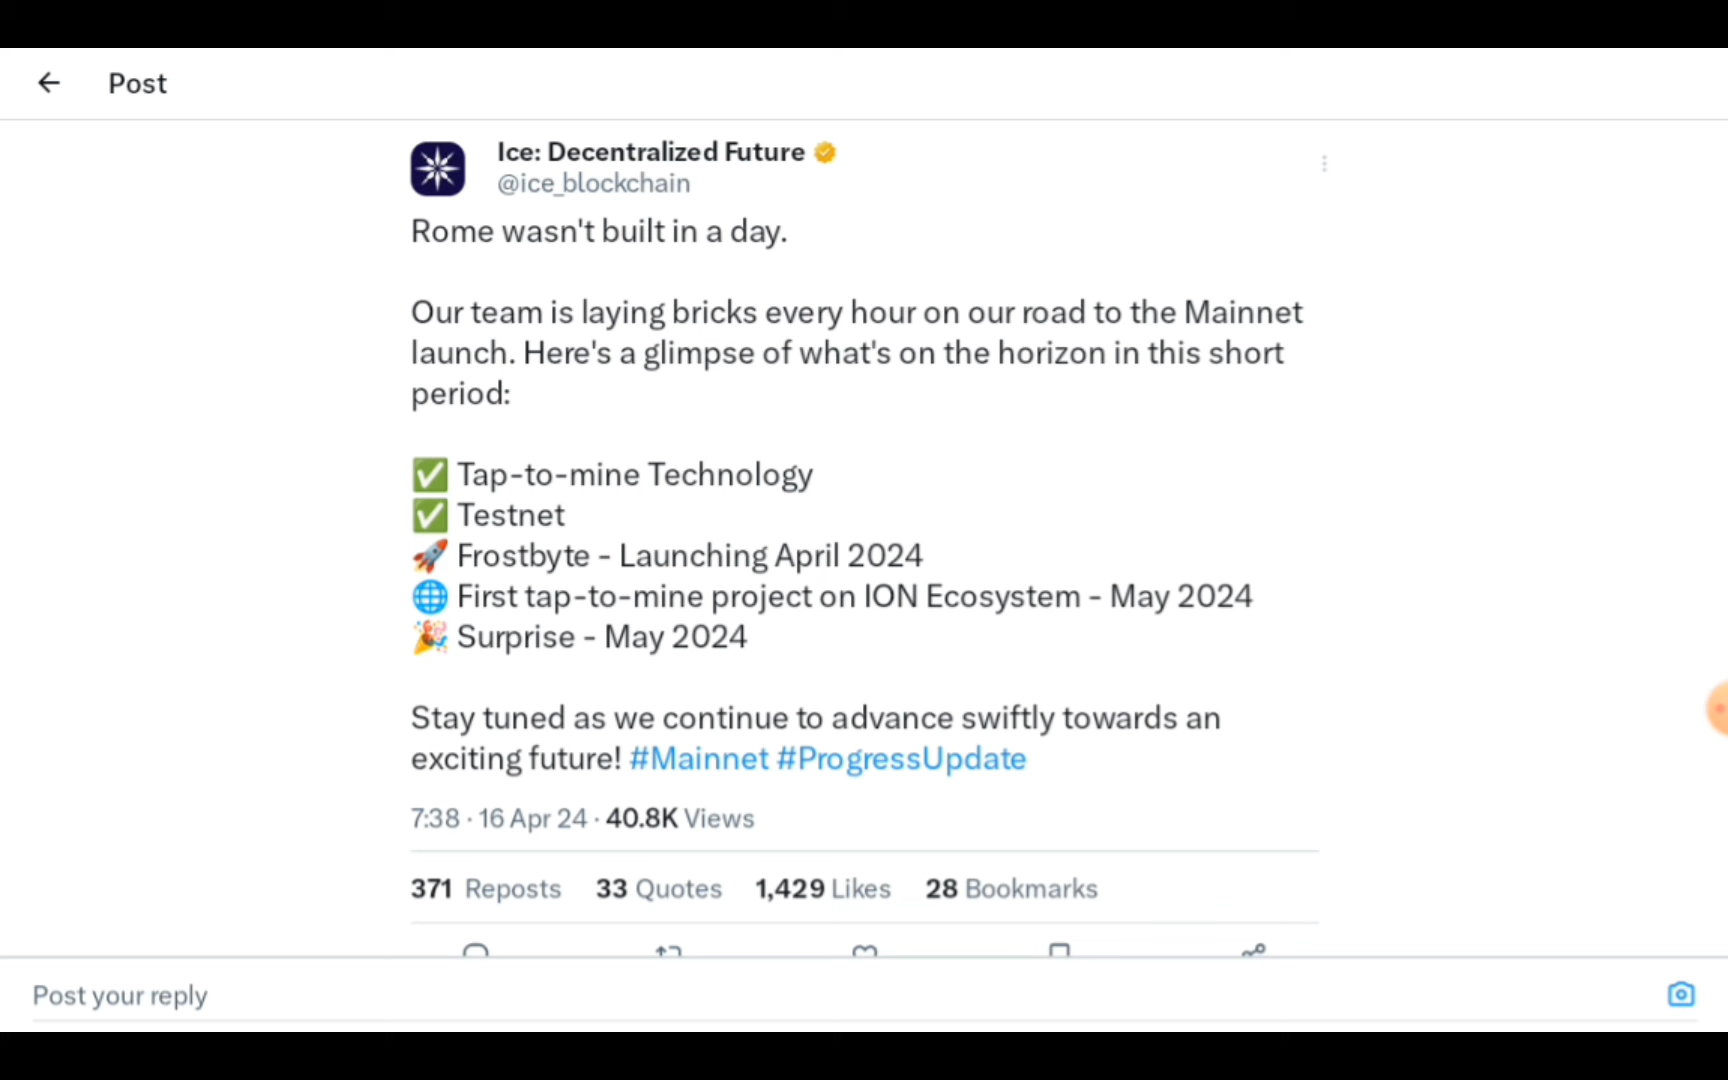 Post
Ice: Decentralized Future
@ice_blockchain
Rome wasn't built in a day.
Our team is laying bricks every hour on our road to the Mainnet
launch. Here's a glimpse of what's on the horizon in this short
period:
✅ Tap-to-mine Technology
✅ Testnet
🚀 Frostbyte - Launching April 2024
🌐 First tap-to-mine project on ION Ecosystem - May 2024
🎉 Surprise - May 2024
Stay tuned as we continue to advance swiftly towards an
exciting future! #Mainnet #ProgressUpdate
7:38 · 16 Apr 24 · 40.8K Views
371 Reposts 33 Quotes 1,429 Likes 28 Bookmarks
Post your reply